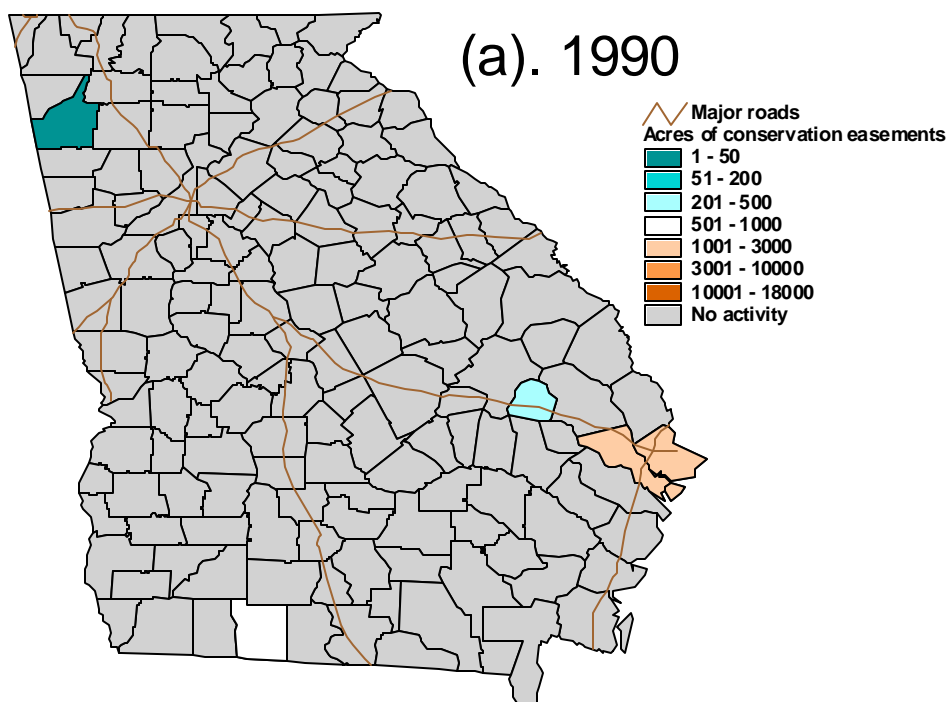 (a). 1990
Major roads
Acres of conservation easements
1 - 50
51 - 200
201 - 500
501 - 1000
1001 - 3000
3001 - 10000
10001 - 18000
No activity